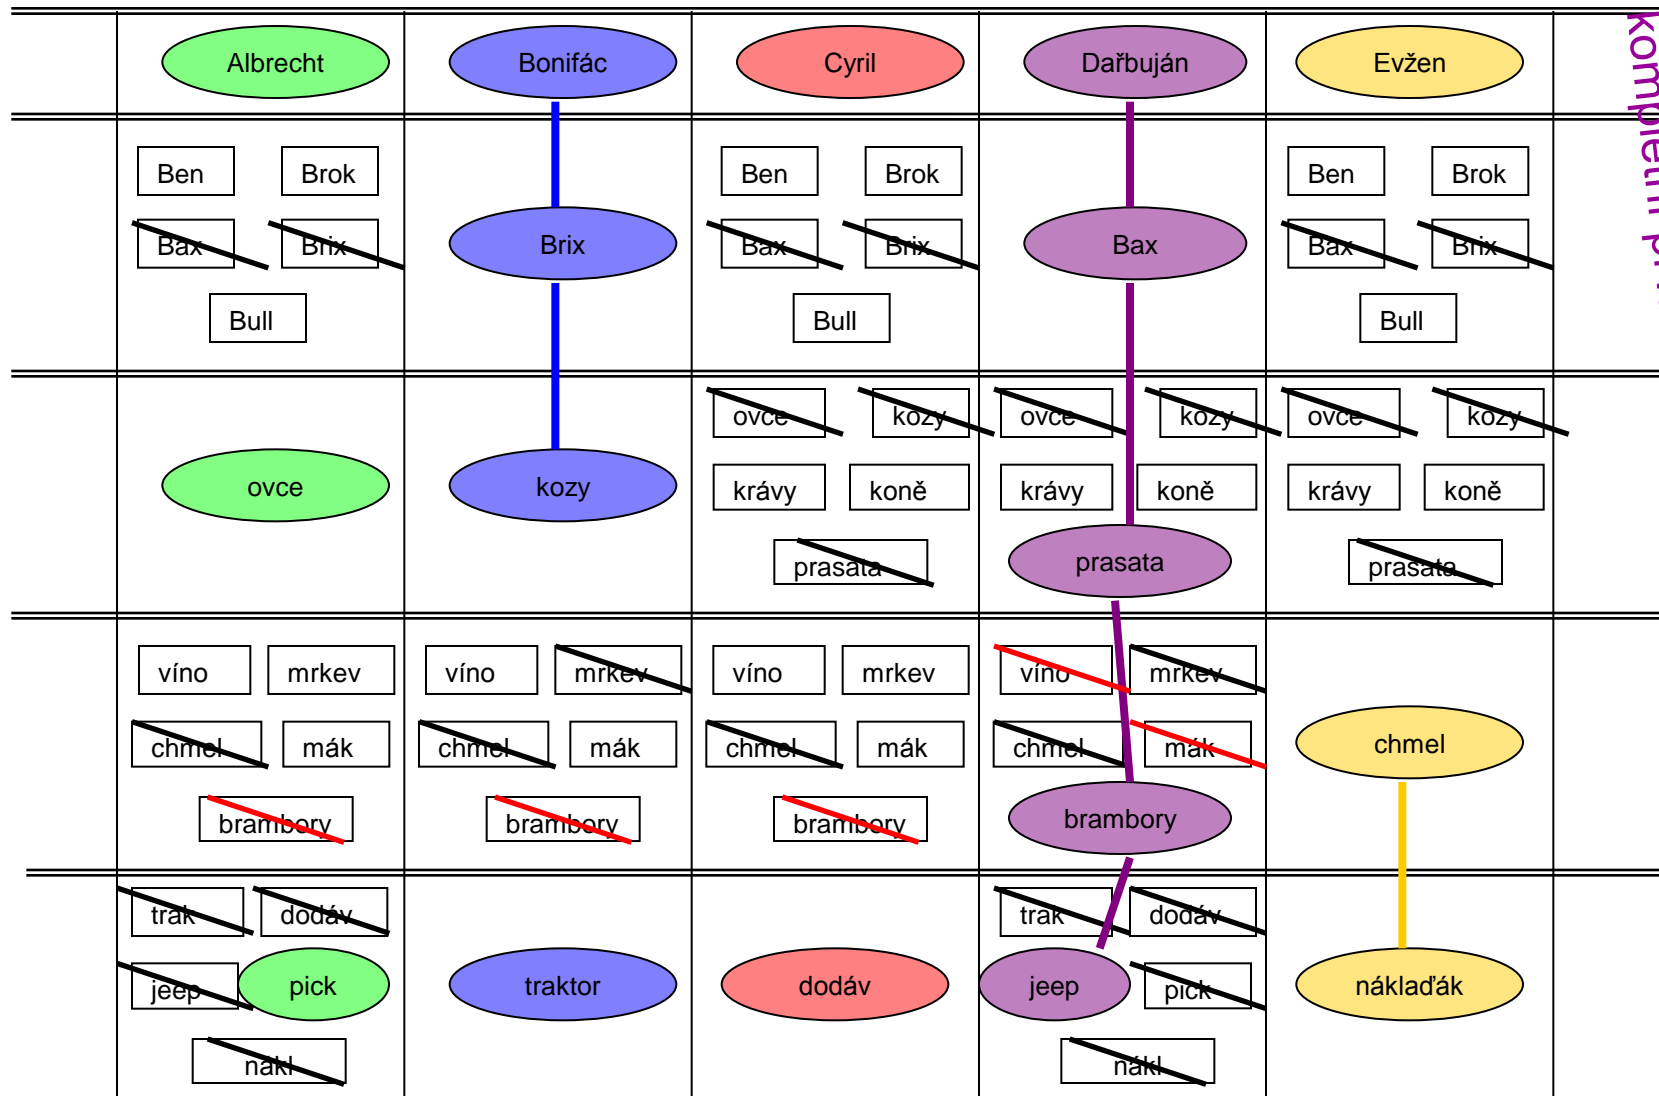 Albrecht Bonifác Cyril Dařbuján Evžen
Ben Brok Ben Brok Ben Brok
Bax Brix Brix Bax Brix Bax Bax Brix
Bull Bull Bull
ovce kozy ovce kozy ovce kozy
ovce kozy krávy koně krávy koně krávy koně
prasata prasata prasata
víno mrkev víno mrkev víno mrkev víno mrkev
chmel mák chmel mák chmel mák chmel mák chmel
brambory brambory brambory brambory
trak dodáv trak dodáv
jeep pick traktor dodáv jeep pick náklaďák
nákl nákl